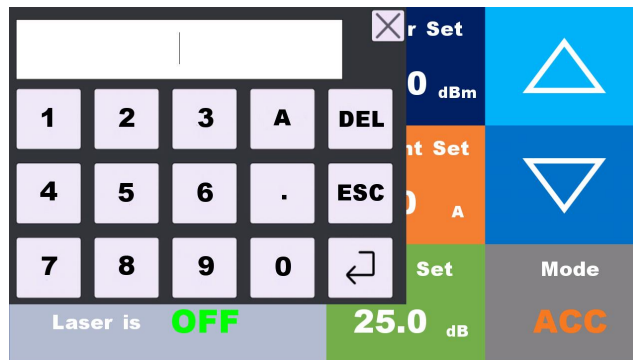 r Set
0 dBm
1 2 3 A DEL
nt Set
4 5 6 . ESC
0 A
7 8 9 0
Set
Mode
Laser is OFF
25.0 dB
ACC